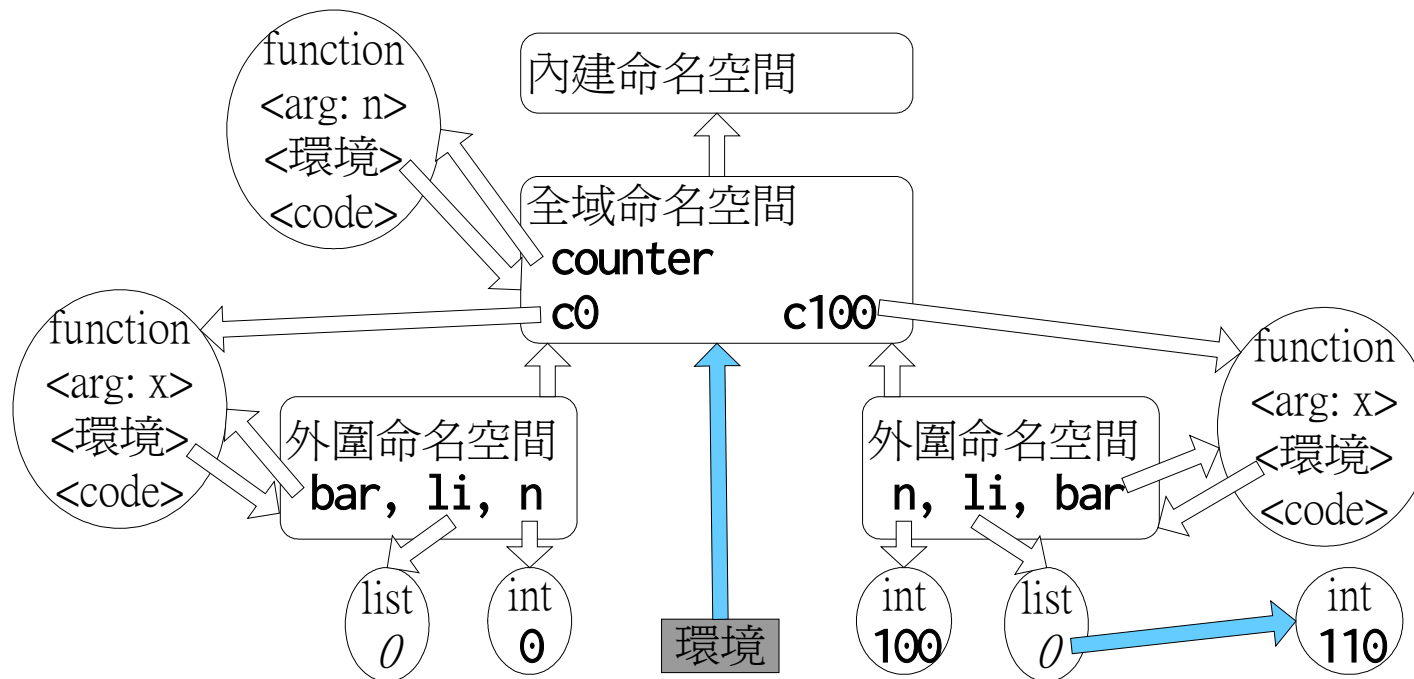 function
<arg: n>
<環境>
<code>
內建命名空間
全域命名空間
counter
c0 c100
function
<arg: x>
<環境>
<code>
外圍命名空間
bar, li, n
外圍命名空間
n, li, bar
function
<arg: x>
<環境>
<code>
list
0
int
0
環境
int
100
list
0
int
110